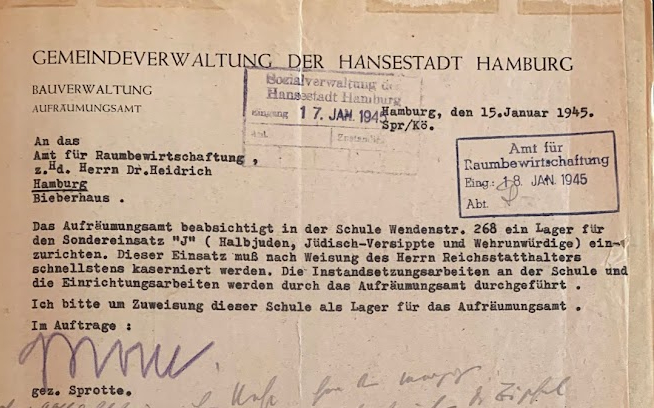 GEMEINDEVERWALTUNG DER HANSESTADT HAMBURG
BAUVERWALTUNG
AUFRÄUMUNGSAMT
Sozialverwaltung der
Hansestadt Hamburg
Eingang 17. JAN. 1945
Abt.
Hamburg, den 15.Januar 1945.
Spr/Kö.
An das
Amt für Raumbewirtschaftung ,
z.Hd. Herrn Dr.Heidrich
Hamburg
Bieberhaus .
Amt für
Raumbewirtschaftung
Eing.: 18. JAN. 1945
Abt.
Das Aufräumungsamt beabsichtigt in der Schule Wendenstr. 268 ein Lager für
den Sondereinsatz "J" ( Halbjuden, Jüdisch-Versippte und Wehrunwürdige) ein-
zurichten. Dieser Einsatz muß nach Weisung des Herrn Reichsstatthalters
schnellstens kaserniert werden. Die Instandsetzungsarbeiten an der Schule und
die Einrichtungsarbeiten werden durch das Aufräumungsamt durchgeführt .
Ich bitte um Zuweisung dieser Schule als Lager für das Aufräumungsamt .
Im Auftrage :
gez. Sprotte.